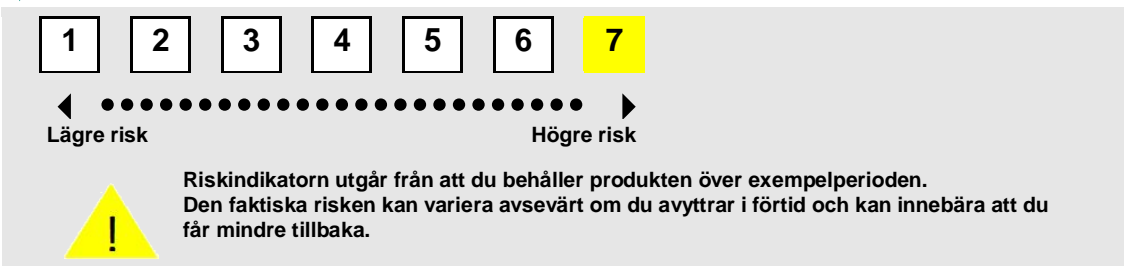 1 2 3 4 5 6 7
Lägre risk Högre risk
Riskindikatorn utgår från att du behåller produkten över exempelperioden.
Den faktiska risken kan variera avsevärt om du avyttrar i förtid och kan innebära att du
får mindre tillbaka.
!